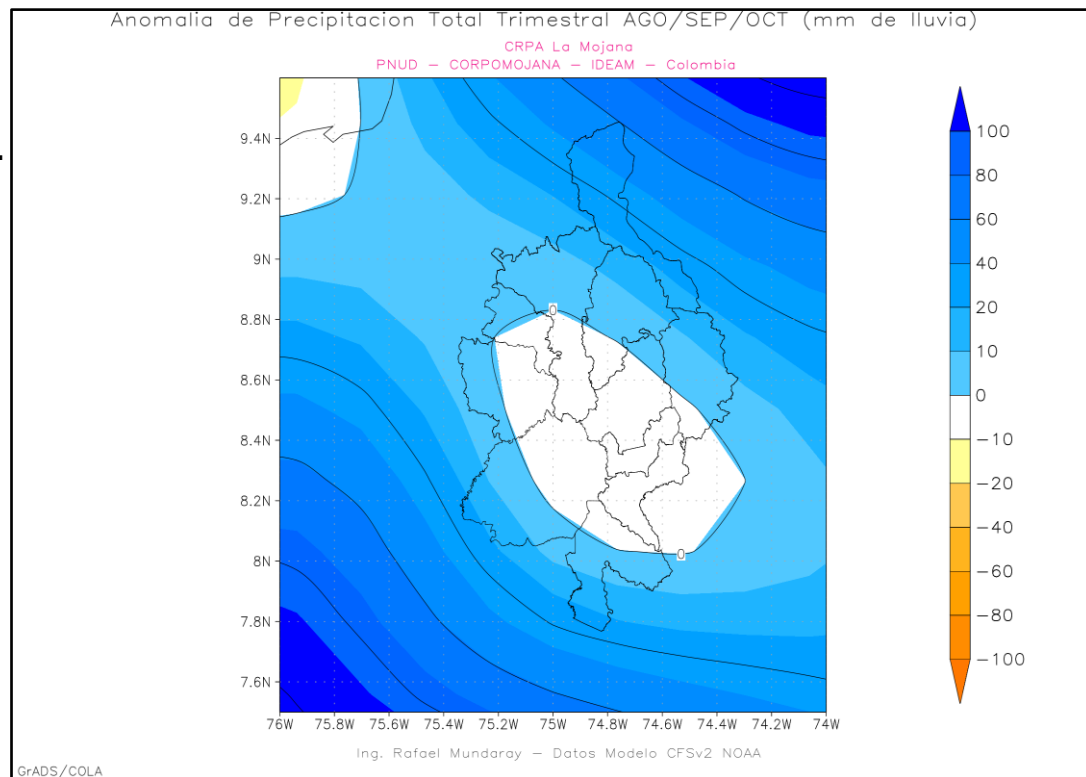 Anomalia de Precipitacion Total Trimestral AGO/SEP/OCT (mm de lluvia)
CRPA La Mojana
PNUD – CORPOMOJANA – IDEAM – Colombia
9.4N
9.2N
9N
8.8N
8.6N
8.4N
8.2N
8N
7.8N
7.6N
0
0
76W 75.8W 75.6W 75.4W 75.2W 75W 74.8W 74.6W 74.4W 74.2W 74W
100
80
60
40
20
10
0
−10
−20
−40
−60
−80
−100
Ing. Rafael Mundaray – Datos Modelo CFSv2 NOAA
GrADS/COLA